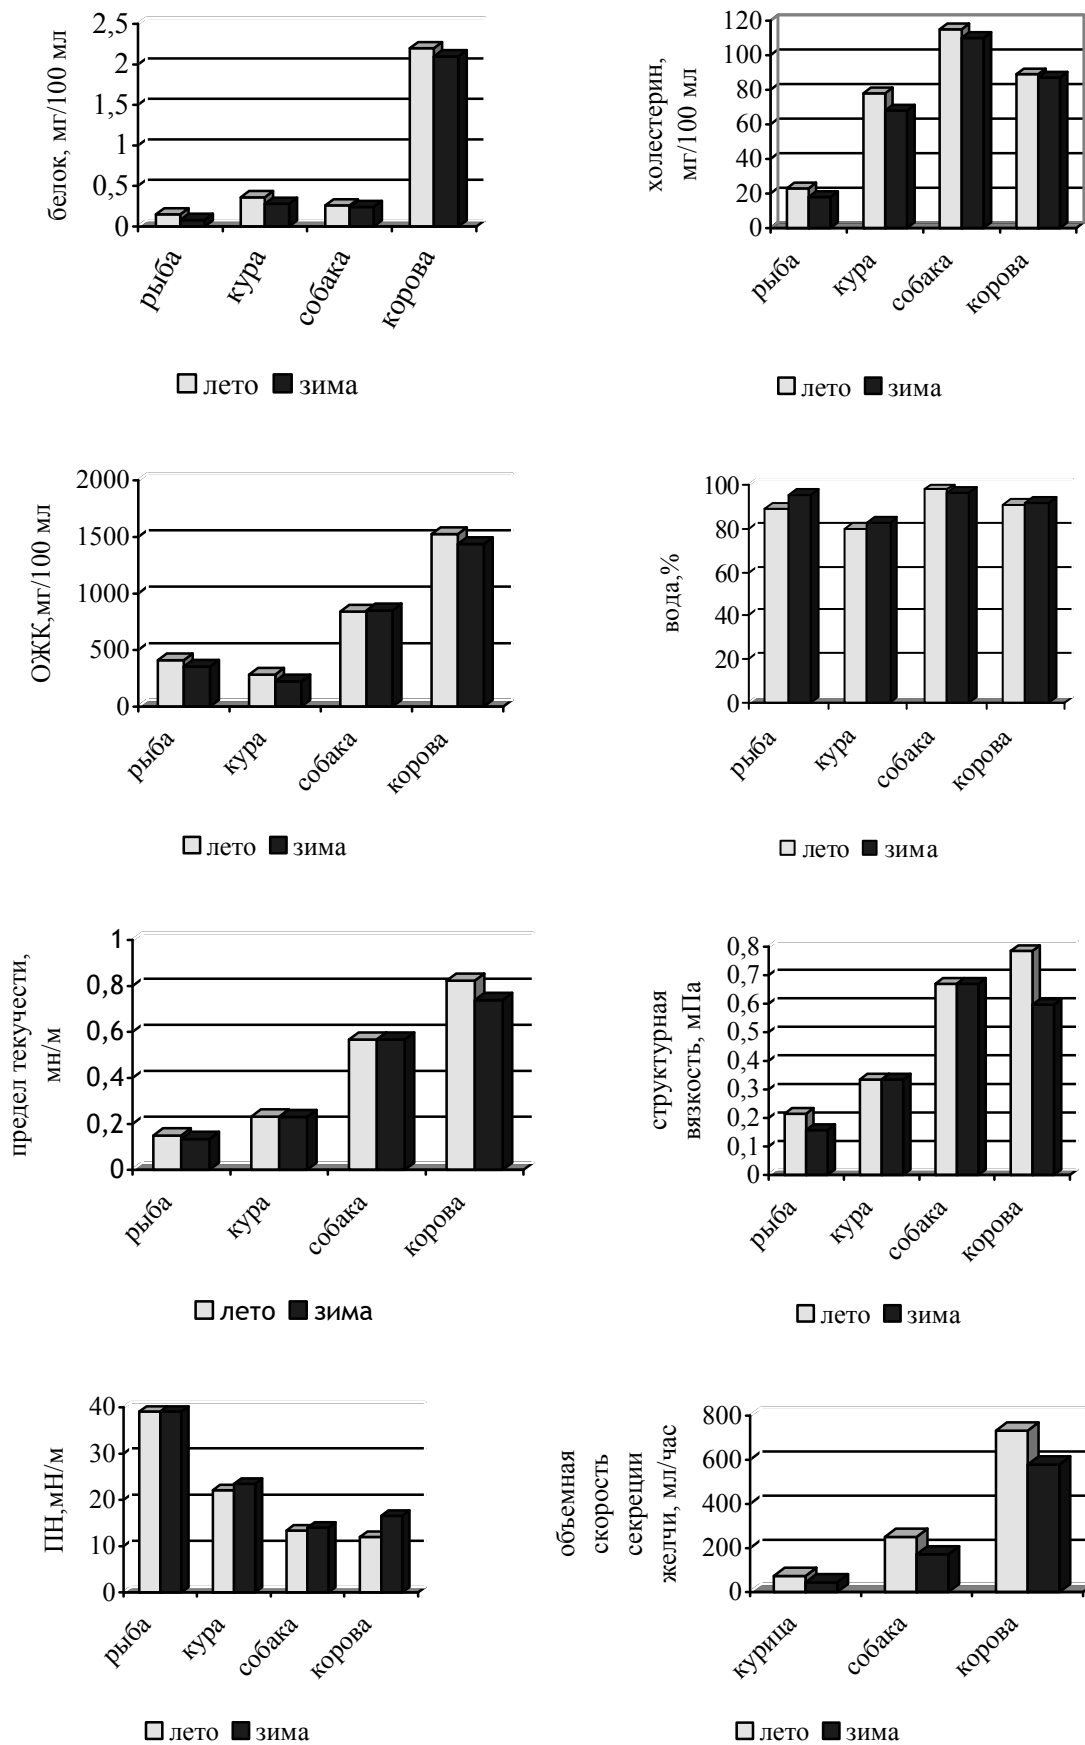 белок, мг/100 мл
2,5
2
1,5
1
0,5
0
рыба
кура
собака
корова
лето зима
холестерин,
мг/100 мл
120
100
80
60
40
20
0
рыба
кура
собака
корова
лето зима
ОЖК,мг/100 мл
2000
1500
1000
500
0
рыба
кура
собака
корова
лето зима
вода,%
100
80
60
40
20
0
рыба
кура
собака
корова
лето зима
предел текучести,
мн/м
1
0,8
0,6
0,4
0,2
0
рыба
кура
собака
корова
лето зима
структурная
вязкость, мПа
0,8
0,7
0,6
0,5
0,4
0,3
0,2
0,1
0
рыба
кура
собака
корова
лето зима
ПН,мН/м
40
30
20
10
0
рыба
кура
собака
корова
лето зима
объемная
скорость
секреции
желчи, мл/час
800
600
400
200
0
курица
собака
корова
лето зима